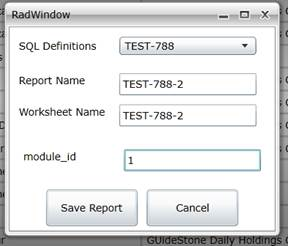 RadWindow
SQL Definitions TEST-788
Report Name TEST-788-2
Worksheet Name TEST-788-2
module_id 1
Save Report Cancel
GUideStone Daily Holdings